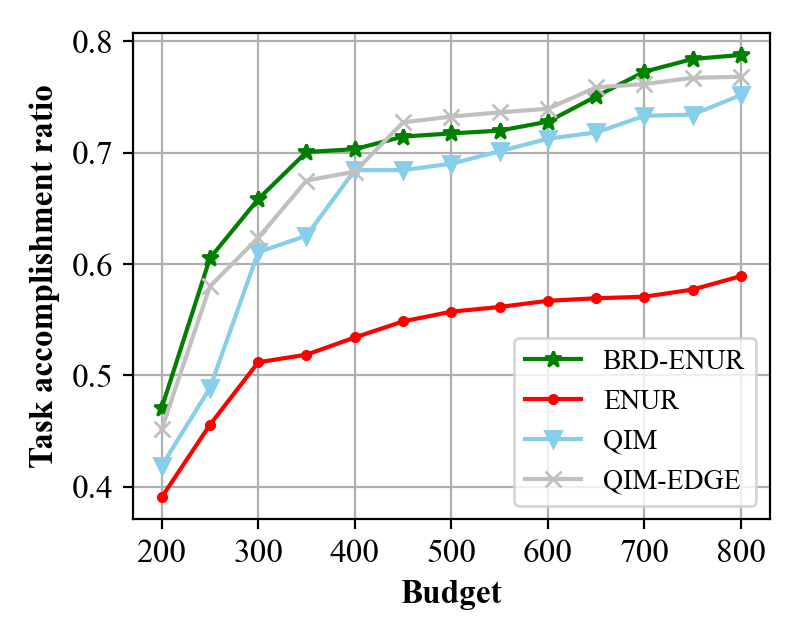 Task accomplishment ratio
0.8
0.7
0.6
0.5
0.4
BRD-ENUR
ENUR
QIM
QIM-EDGE
200 300 400 500 600 700 800
Budget